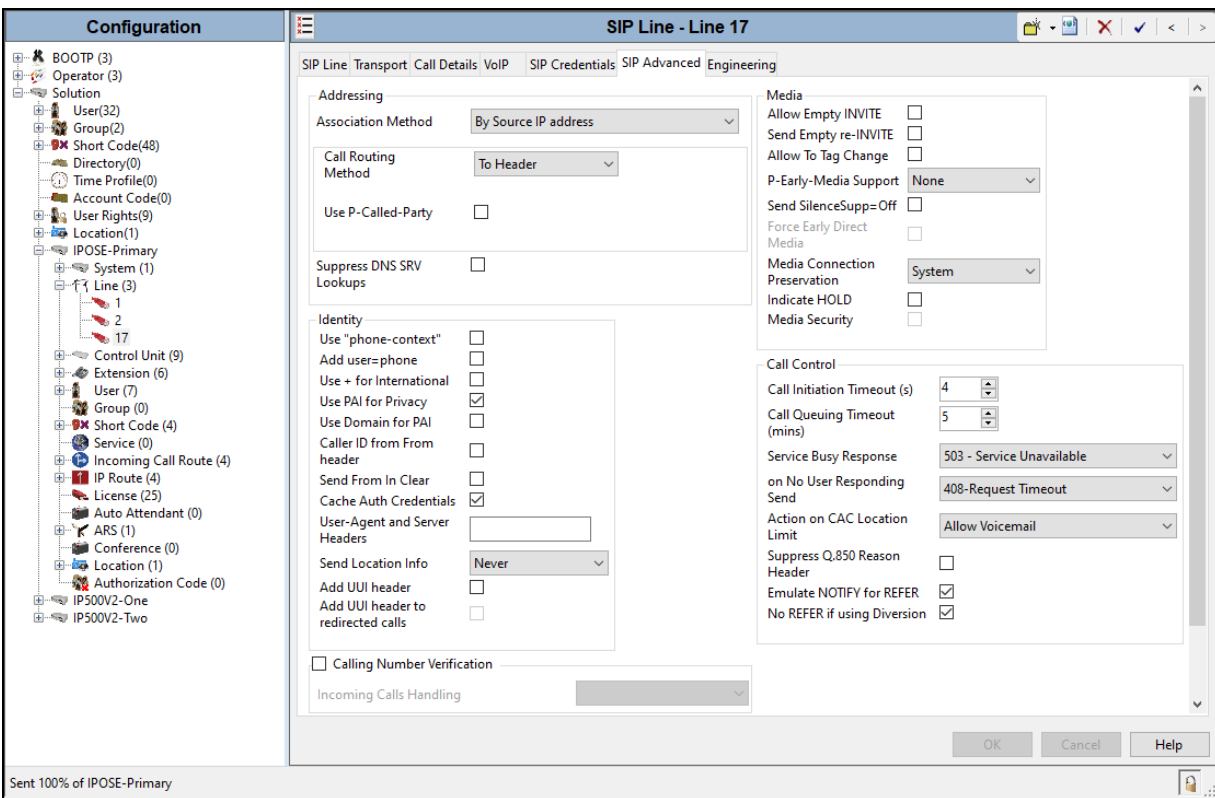 Configuration
BOOTP (3)
Operator (3)
Solution
User(32)
Group(2)
Short Code(48)
Directory(0)
Time Profile(0)
Account Code(0)
User Rights(9)
Location(1)
IPOSE-Primary
System (1)
Line (3)
1
2
17
Control Unit (9)
Extension (6)
User (7)
Group (0)
Short Code (4)
Service (0)
Incoming Call Route (4)
IP Route (4)
License (25)
Auto Attendant (0)
ARS (1)
Conference (0)
Location (1)
Authorization Code (0)
IP500V2-One
IP500V2-Two
SIP Line - Line 17
SIP Line Transport Call Details VoIP SIP Credentials SIP Advanced Engineering
Addressing
Association Method By Source IP address
Call Routing
Method
To Header
Use P-Called-Party
Suppress DNS SRV
Lookups
Identity
Use "phone-context"
Add user=phone
Use + for International
Use PAI for Privacy
Use Domain for PAI
Caller ID from From
header
Send From In Clear
Cache Auth Credentials
User-Agent and Server
Headers
Send Location Info Never
Add UUI header
Add UUI header to
redirected calls
Calling Number Verification
Incoming Calls Handling
Media
Allow Empty INVITE
Send Empty re-INVITE
Allow To Tag Change
P-Early-Media Support None
Send SilenceSupp=Off
Force Early Direct
Media
Media Connection
Preservation
System
Indicate HOLD
Media Security
Call Control
Call Initiation Timeout (s) 4
Call Queuing Timeout
(mins)
5
Service Busy Response 503 - Service Unavailable
on No User Responding
Send
408-Request Timeout
Action on CAC Location
Limit
Allow Voicemail
Suppress Q.850 Reason
Header
Emulate NOTIFY for REFER
No REFER if using Diversion
OK Cancel Help
Sent 100% of IPOSE-Primary